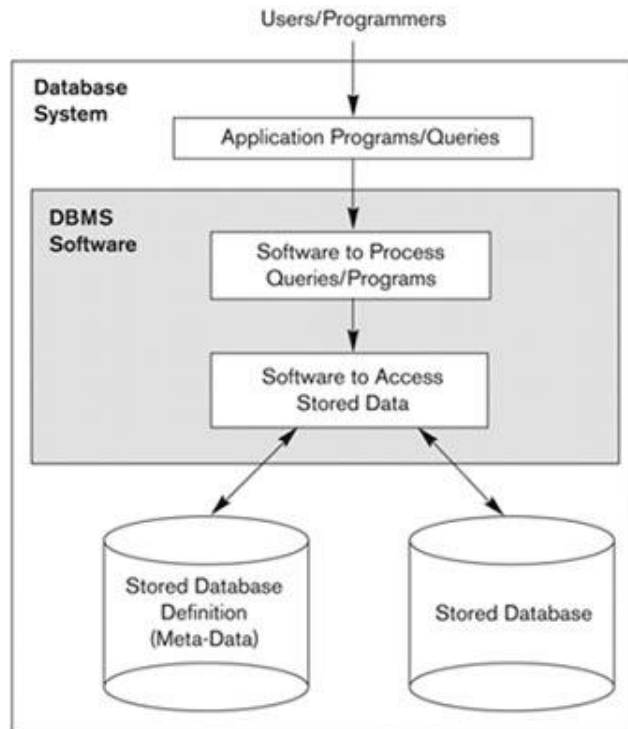 Users/Programmers
Database
System
Application Programs/Queries
DBMS
Software
Software to Process
Queries/Programs
Software to Access
Stored Data
Stored Database
Definition
(Meta-Data)
Stored Database